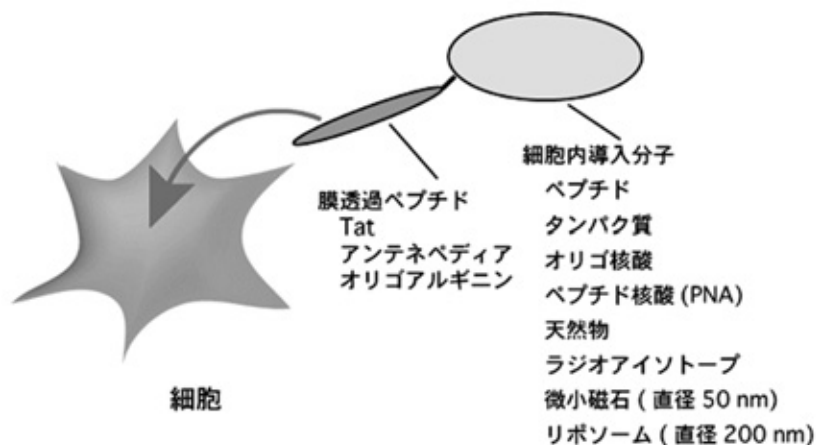 細胞内導入分子
ペプチド
タンパク質
オリゴ核酸
ペプチド核酸 (PNA)
天然物
ラジオアイソトープ
微小磁石 ( 直径 50 nm)
リポソーム ( 直径 200 nm)
膜透過ペプチド
Tat
アンテネペディア
オリゴアルギニン
細胞